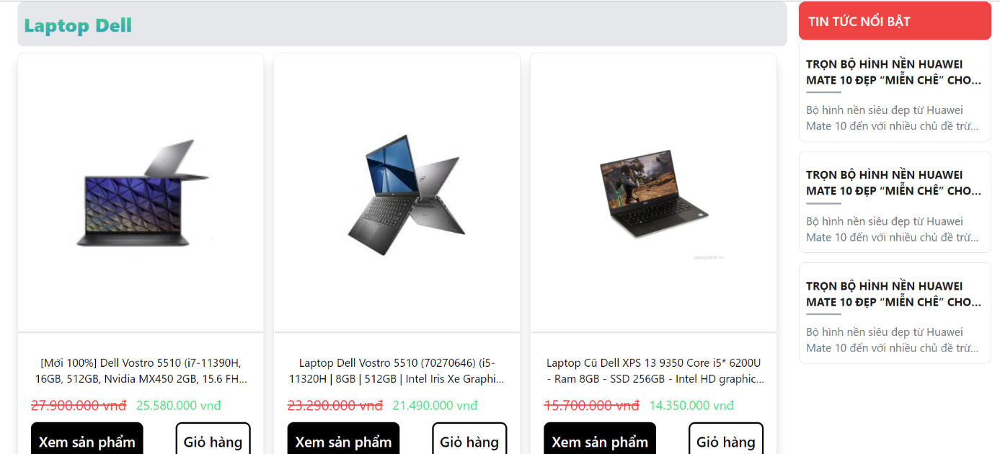 Laptop Dell
[Mới 100%] Dell Vostro 5510 (i7-11390H,
16GB, 512GB, Nvidia MX450 2GB, 15.6 FH...
27.900.000 vnđ 25.580.000 vnđ
Xem sản phẩm Giỏ hàng
Laptop Dell Vostro 5510 (70270646) (i5-
11320H | 8GB | 512GB | Intel Iris Xe Graphi...
23.290.000 vnđ 21.490.000 vnđ
Xem sản phẩm Giỏ hàng
Laptop Cũ Dell XPS 13 9350 Core i5* 6200U
- Ram 8GB - SSD 256GB - Intel HD graphic...
15.700.000 vnđ 14.350.000 vnđ
Xem sản phẩm Giỏ hàng
TIN TỨC NỔI BẬT
TRỌN BỘ HÌNH NỀN HUAWEI
MATE 10 ĐẸP “MIỄN CHÊ” CHO...
Bộ hình nền siêu đẹp từ Huawei
Mate 10 đến với nhiều chủ đề trừ...
TRỌN BỘ HÌNH NỀN HUAWEI
MATE 10 ĐẸP “MIỄN CHÊ” CHO...
Bộ hình nền siêu đẹp từ Huawei
Mate 10 đến với nhiều chủ đề trừ...
TRỌN BỘ HÌNH NỀN HUAWEI
MATE 10 ĐẸP “MIỄN CHÊ” CHO...
Bộ hình nền siêu đẹp từ Huawei
Mate 10 đến với nhiều chủ đề trừ...